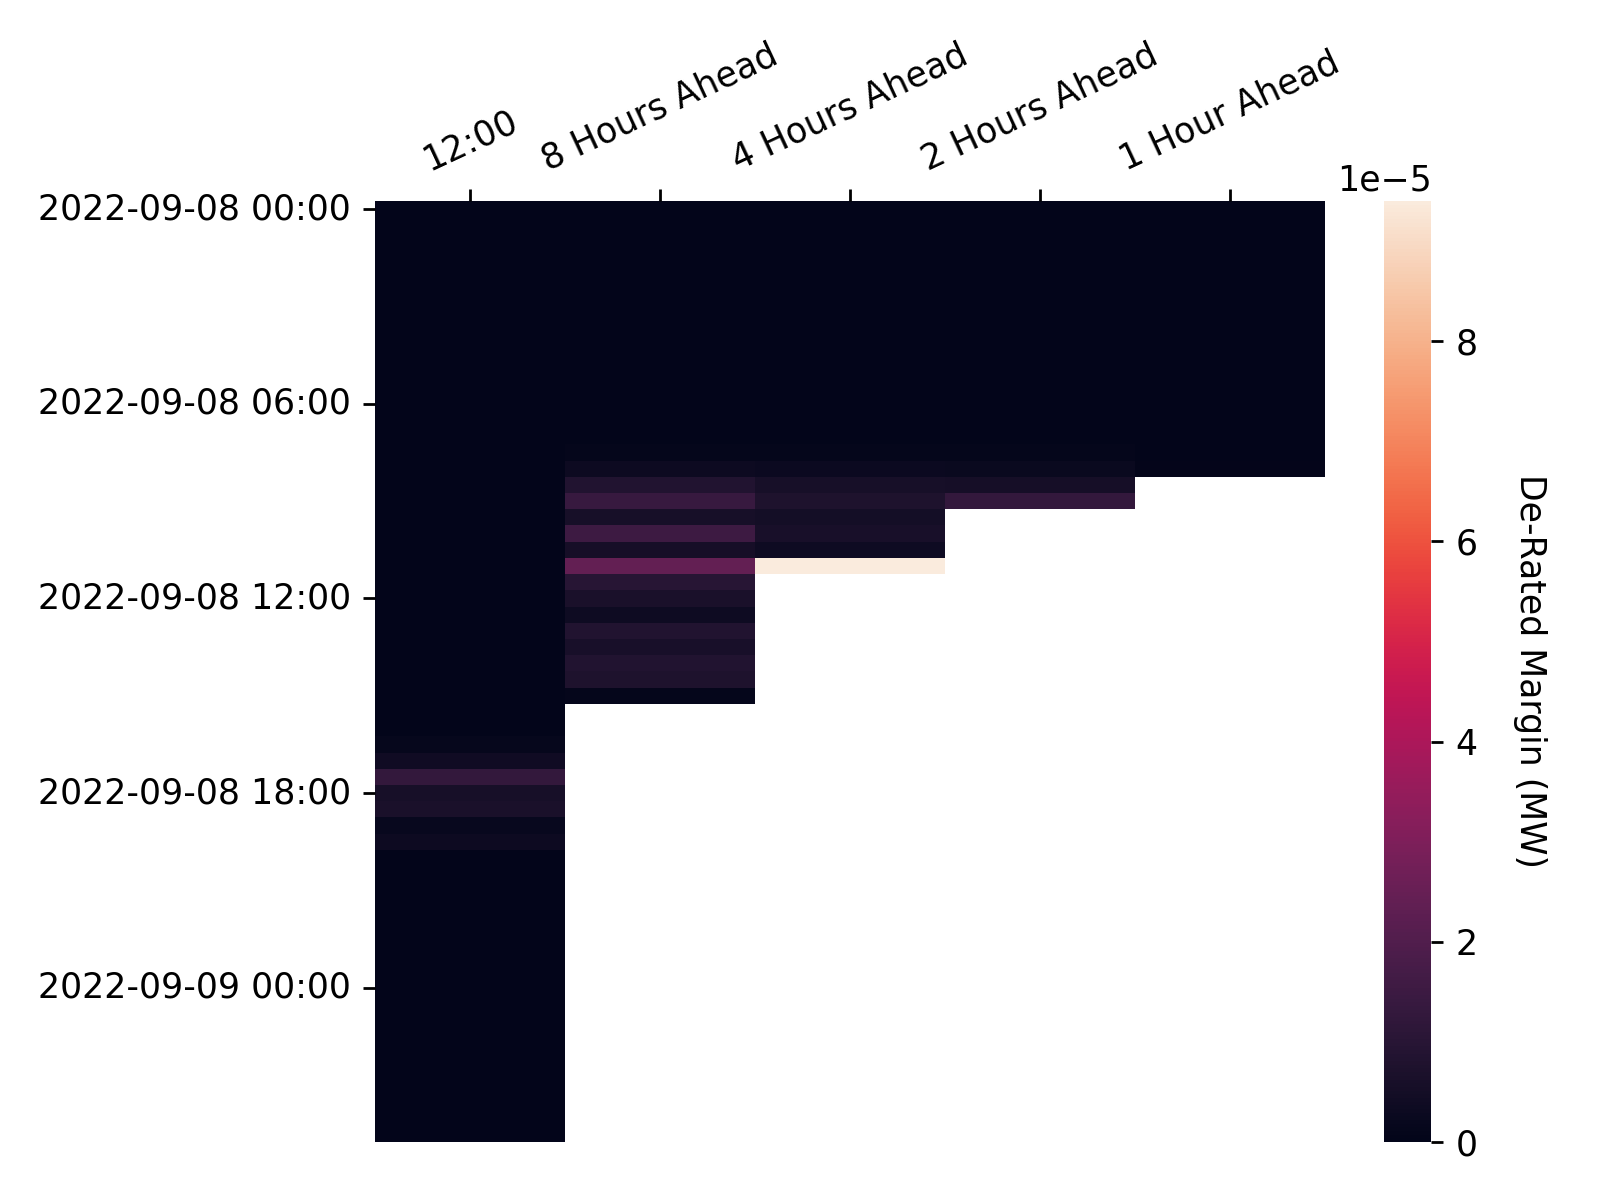 12:00
8 Hours Ahead
4 Hours Ahead
2 Hours Ahead
1 Hour Ahead
1e−5
2022-09-08 00:00
2022-09-08 06:00
2022-09-08 12:00
2022-09-08 18:00
2022-09-09 00:00
8
6
4
2
0
De-Rated Margin (MW)